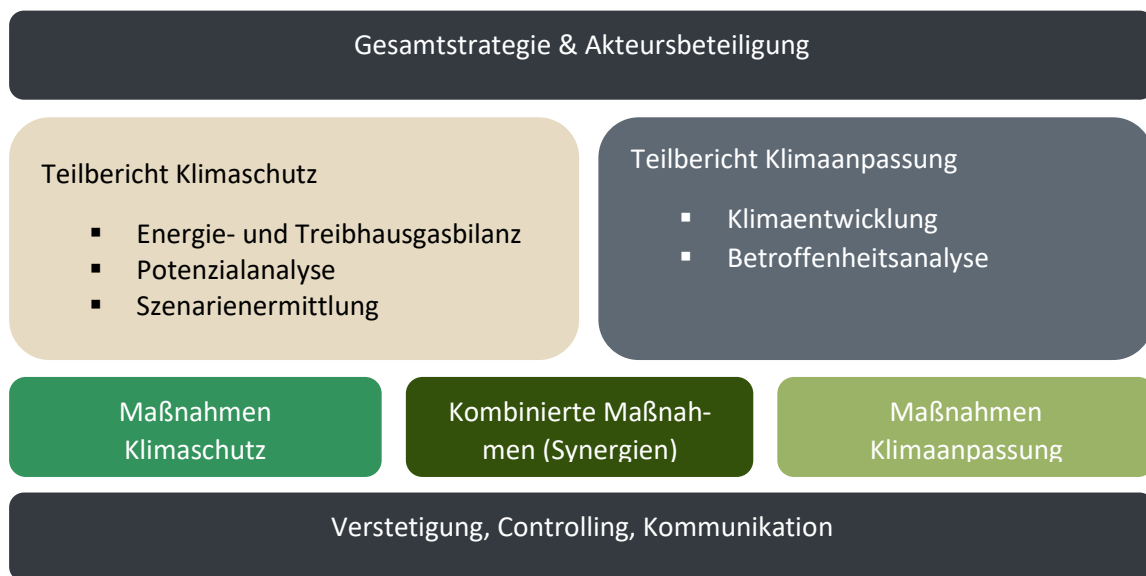 Gesamtstrategie & Akteursbeteiligung
Teilbericht Klimaschutz
▪ Energie- und Treibhausgasbilanz
▪ Potenzialanalyse
▪ Szenarienermittlung
Teilbericht Klimaanpassung
▪ Klimaentwicklung
▪ Betroffenheitsanalyse
Maßnahmen
Klimaschutz
Kombinierte Maßnah-
men (Synergien)
Maßnahmen
Klimaanpassung
Verstetigung, Controlling, Kommunikation